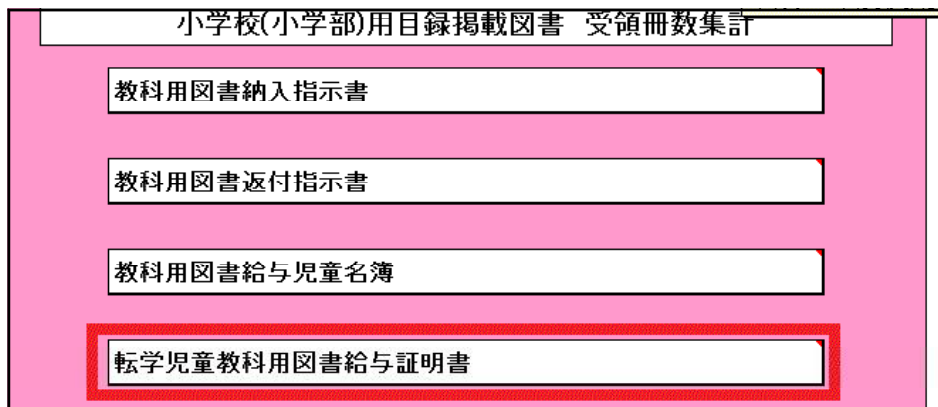 小学校(小学部)用目録掲載図書 受領冊数集計
教科用図書納入指示書
教科用図書返付指示書
教科用図書給与児童名簿
転学児童教科用図書給与証明書